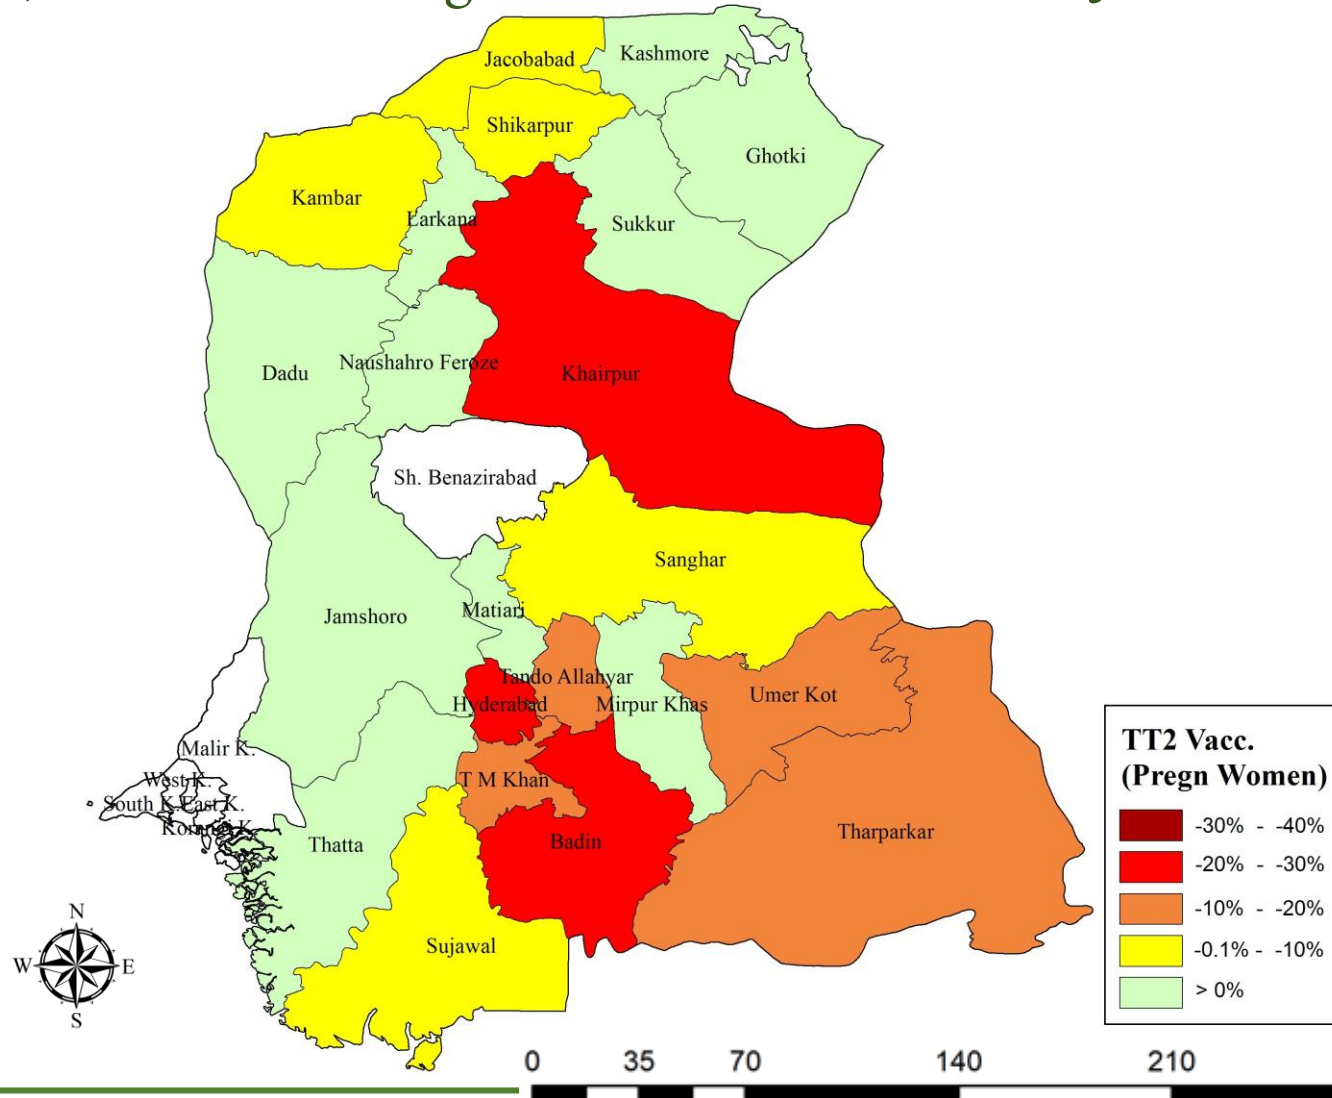 Jacobabad
Kashmore
Shikarpur
Ghotki
Kambar
Larkana
Sukkur
Dadu
Naushahro Feroze
Khairpur
Sh. Benazirabad
Sanghar
Jamshoro
Matiari
Tando Allahyar
Hyderabad
Mirpur Khas
Umer Kot
Malir K.
West K.
T M Khan
South K.
East K.
Korangi K.
Thatta
Badin
Tharparkar
Sujawal
N
W
E
S
TT2 Vacc.
(Pregn Women)
-30% - -40%
-20% - -30%
-10% - -20%
-0.1% - -10%
> 0%
0 35 70 140 210